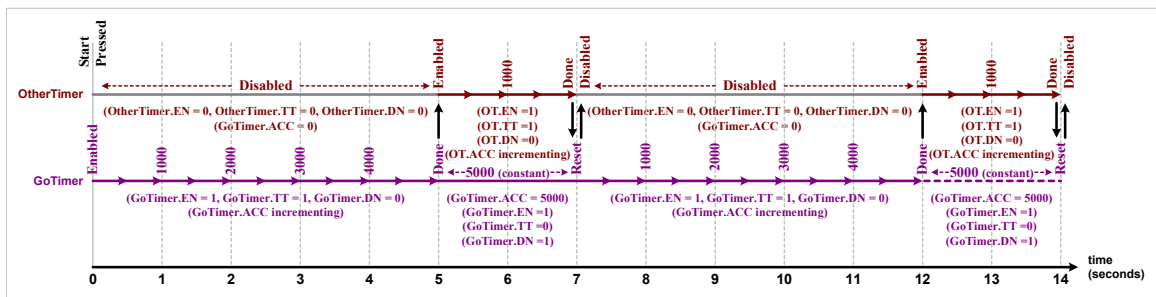 Start
Pressed
Enabled
1000
Done
Disabled
Enabled
1000
Done
Disabled
Disabled
Disabled
OtherTimer
(OtherTimer.EN = 0, OtherTimer.TT = 0, OtherTimer.DN = 0)
(GoTimer.ACC = 0)
(OT.EN =1)
(OT.TT =1)
(OT.DN =0)
(OT.ACC incrementing)
(OtherTimer.EN = 0, OtherTimer.TT = 0, OtherTimer.DN = 0)
(GoTimer.ACC = 0)
(OT.EN =1)
(OT.TT =1)
(OT.DN =0)
(OT.ACC incrementing)
Enabled
1000
2000
3000
4000
Done
5000 (constant)
Reset
1000
2000
3000
4000
Done
5000 (constant)
Reset
GoTimer
(GoTimer.EN = 1, GoTimer.TT = 1, GoTimer.DN = 0)
(GoTimer.ACC incrementing)
(GoTimer.ACC = 5000)
(GoTimer.EN =1)
(GoTimer.TT =0)
(GoTimer.DN =1)
(GoTimer.EN = 1, GoTimer.TT = 1, GoTimer.DN = 0)
(GoTimer.ACC incrementing)
(GoTimer.ACC = 5000)
(GoTimer.EN =1)
(GoTimer.TT =0)
(GoTimer.DN =1)
0 1 2 3 4 5 6 7 8 9 10 11 12 13 14
time
(seconds)